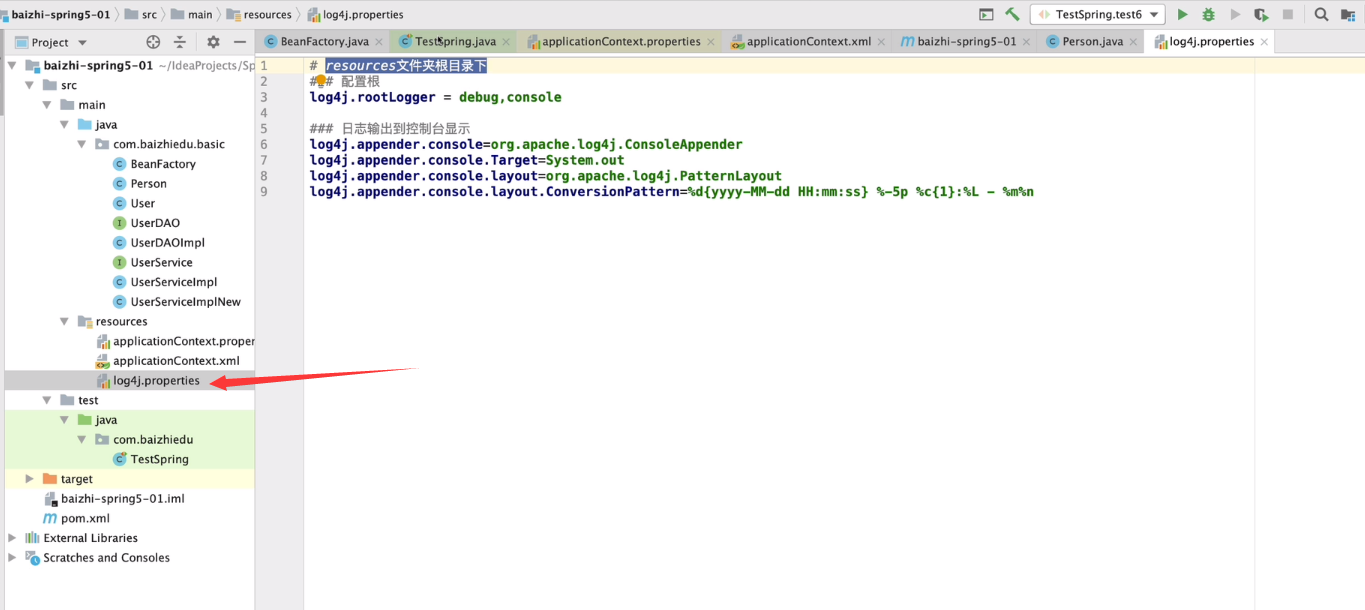 baizhi-spring5-01 src main resources log4j.properties TestSpring.test6
Project BeanFactory.java TestSpring.java applicationContext.properties applicationContext.xml baizhi-spring5-01 Person.java log4j.properties
baizhi-spring5-01 ~/IdeaProjects/Sp
src
main
java
com.baizhiedu.basic
BeanFactory
Person
User
UserDAO
UserDAOImpl
UserService
UserServiceImpl
UserServiceImplNew
resources
applicationContext.proper
applicationContext.xml
log4j.properties
test
java
com.baizhiedu
TestSpring
target
baizhi-spring5-01.iml
pom.xml
External Libraries
Scratches and Consoles
1 # resources文件夹根目录下
2 ### 配置根
3 log4j.rootLogger = debug,console
4
5 ### 日志输出到控制台显示
6 log4j.appender.console=org.apache.log4j.ConsoleAppender
7 log4j.appender.console.Target=System.out
8 log4j.appender.console.layout=org.apache.log4j.PatternLayout
9 log4j.appender.console.layout.ConversionPattern=%d{yyyy-MM-dd HH:mm:ss} %-5p %c{1}:%L - %m%n